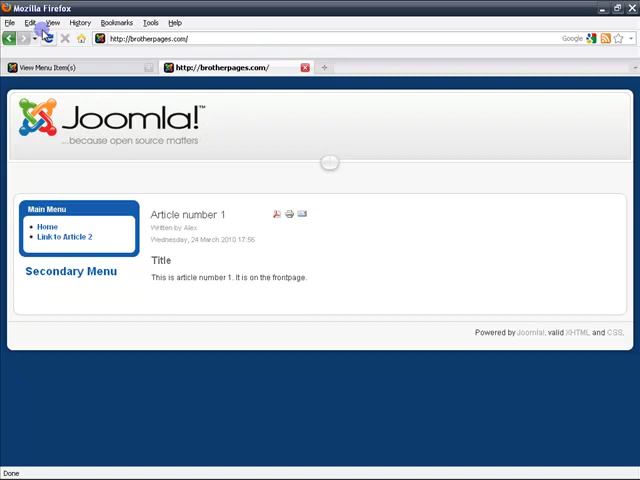 Mozilla Firefox
File Edit View History Bookmarks Tools Help
http://brotherpages.com/ Google
View Menu Item(s) http://brotherpages.com/
Joomla!™
...because open source matters
Main Menu
Home
Link to Article 2
Secondary Menu
Article number 1
Written by Alex
Wednesday, 24 March 2010 17:56
Title
This is article number 1. It is on the frontpage.
Powered by Joomla!. valid XHTML and CSS.
Done